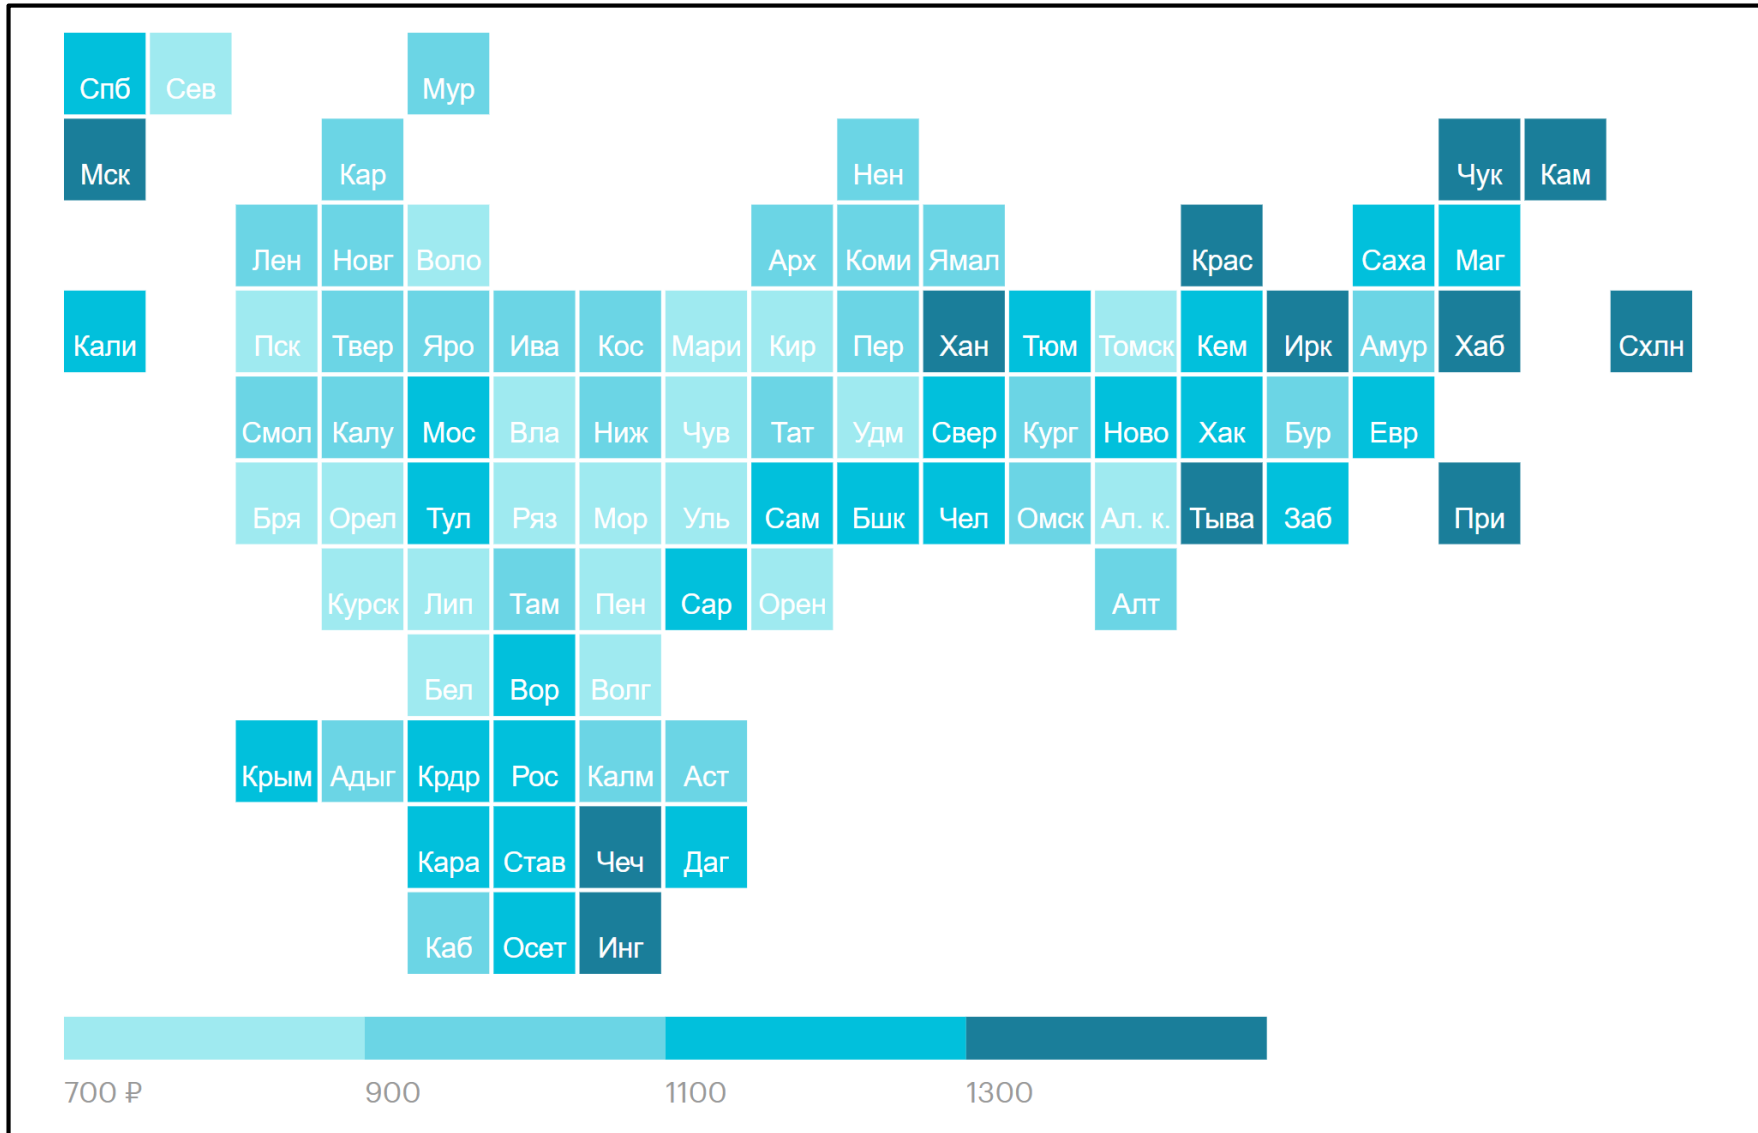 Спб Сев Мур
Мск Кар Нен Чук Кам
Лен Новг Воло Арх Коми Ямал Крас Саха Маг
Кали Пск Твер Яро Ива Кос Мари Кир Пер Хан Тюм Томск Кем Ирк Амур Хаб Схлн
Смол Калу Мос Вла Ниж Чув Тат Удм Свер Кург Ново Хак Бур Евр
Бря Орел Тул Ряз Мор Уль Сам Бшк Чел Омск Ал. к. Тыва Заб При
Курск Лип Там Пен Сар Орен Алт
Бел Вор Волг
Крым Адыг Крдр Рос Калм Аст
Кара Став Чеч Даг
Каб Осет Инг
700 ₽ 900 1100 1300